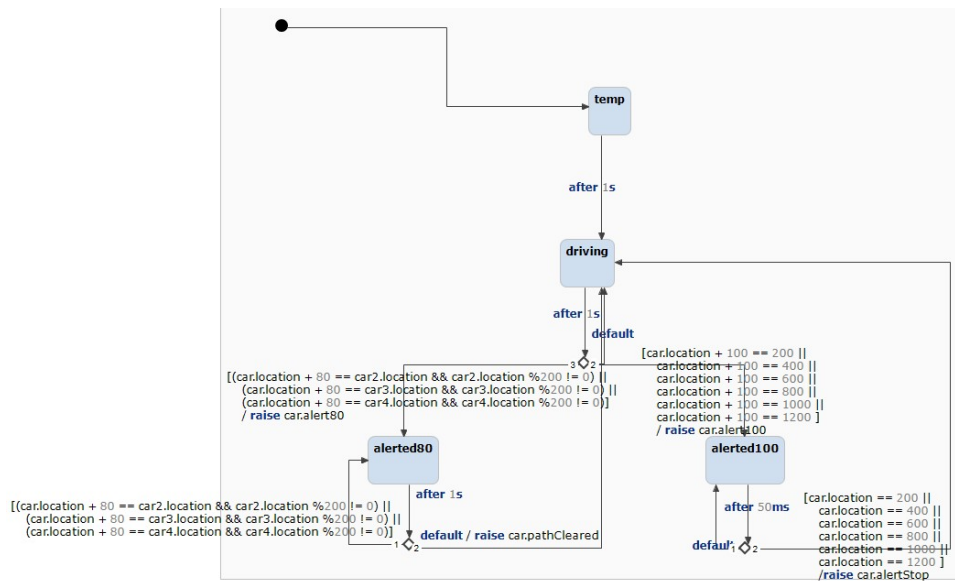 temp
after 1s
driving
after 1s
default
3
2
[(car.location + 80 == car2.location && car2.location %200 != 0) ||
(car.location + 80 == car3.location && car3.location %200 != 0) ||
(car.location + 80 == car4.location && car4.location %200 != 0)]
/ raise car.alert80
[car.location + 100 == 200 ||
car.location + 100 == 400 ||
car.location + 100 == 600 ||
car.location + 100 == 800 ||
car.location + 100 == 1000 ||
car.location + 100 == 1200 ]
/ raise car.alert100
alerted80
alerted100
after 1s
[(car.location + 80 == car2.location && car2.location %200 != 0) ||
(car.location + 80 == car3.location && car3.location %200 != 0) ||
(car.location + 80 == car4.location && car4.location %200 != 0)]
1
2
default / raise car.pathCleared
after 50ms
default
1
2
[car.location == 200 ||
car.location == 400 ||
car.location == 600 ||
car.location == 800 ||
car.location == 1000 ||
car.location == 1200 ]
/raise car.alertStop